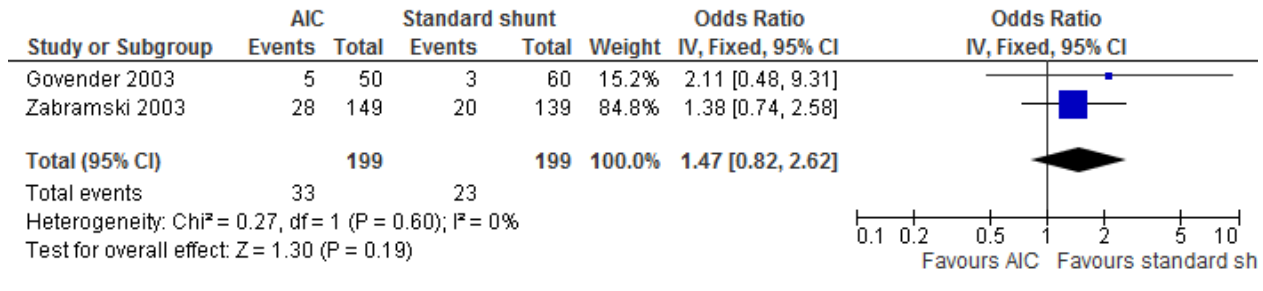 AIC Standard shunt Odds Ratio Odds Ratio
Study or Subgroup Events Total Events Total Weight IV, Fixed, 95% CI IV, Fixed, 95% CI
Govender 2003 5 50 3 60 15.2% 2.11 [0.48, 9.31]
Zabramski 2003 28 149 20 139 84.8% 1.38 [0.74, 2.58]
Total (95% CI) 199 199 100.0% 1.47 [0.82, 2.62]
Total events 33 23
Heterogeneity: Chi² = 0.27, df = 1 (P = 0.60); I² = 0%
Test for overall effect: Z = 1.30 (P = 0.19)
0.1 0.2 0.5 1 2 5 10
Favours AIC Favours standard sh